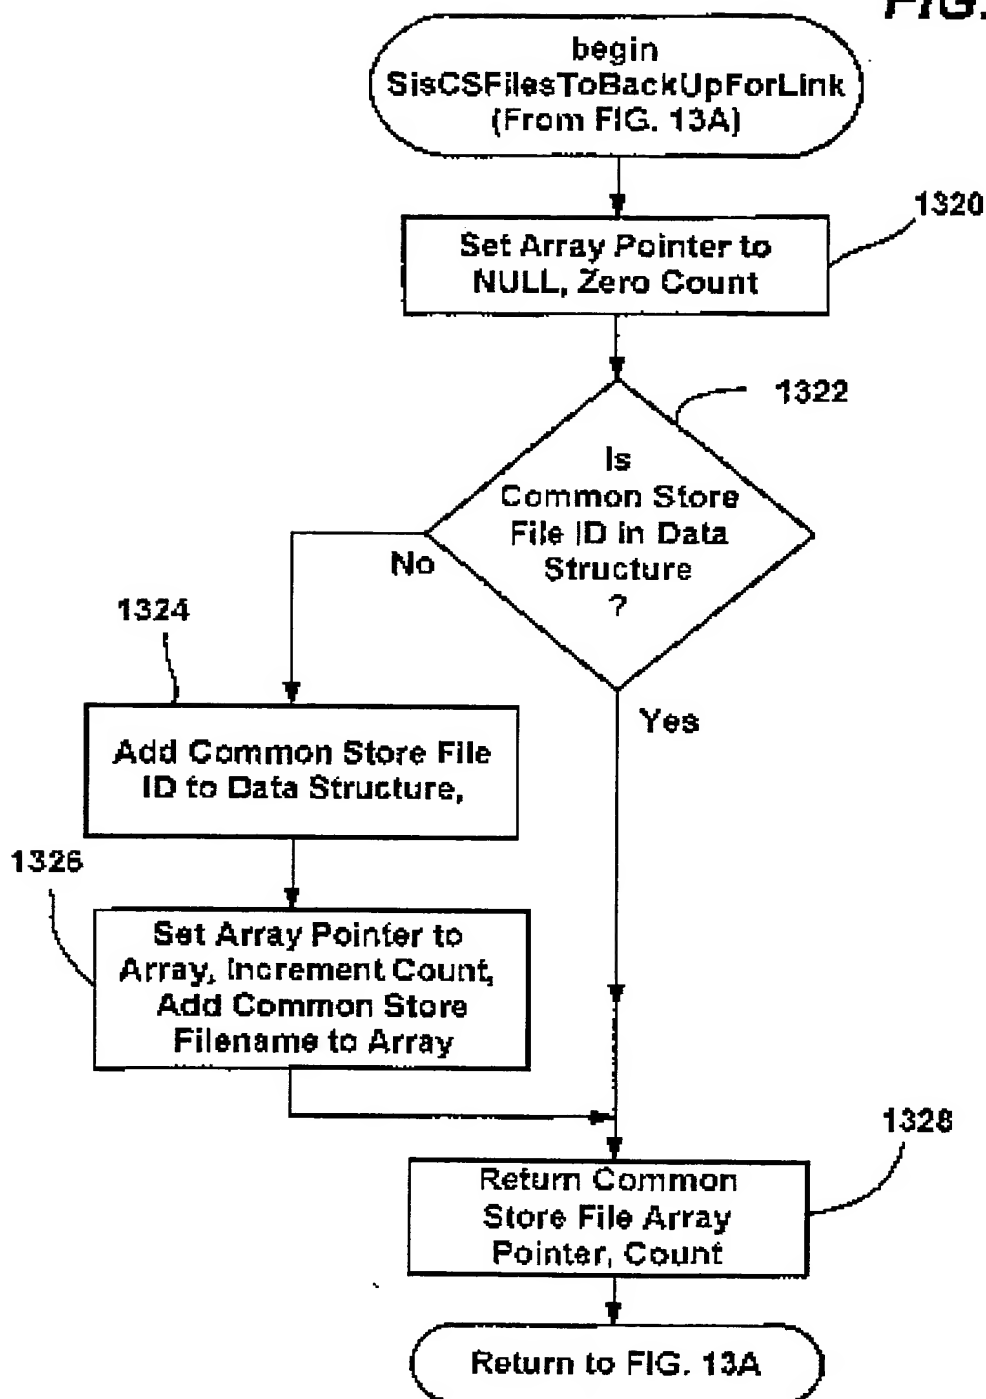 FIG.
begin
SisCSFilesToBackUpForLink
(From FIG. 13A)
1320
Set Array Pointer to
NULL, Zero Count
1322
Is
Common Store
File ID in Data
Structure
?
No
1324
Yes
Add Common Store File
ID to Data Structure,
1326
Set Array Pointer to
Array, Increment Count,
Add Common Store
Filename to Array
1328
Return Common
Store File Array
Pointer, Count
Return to FIG. 13A